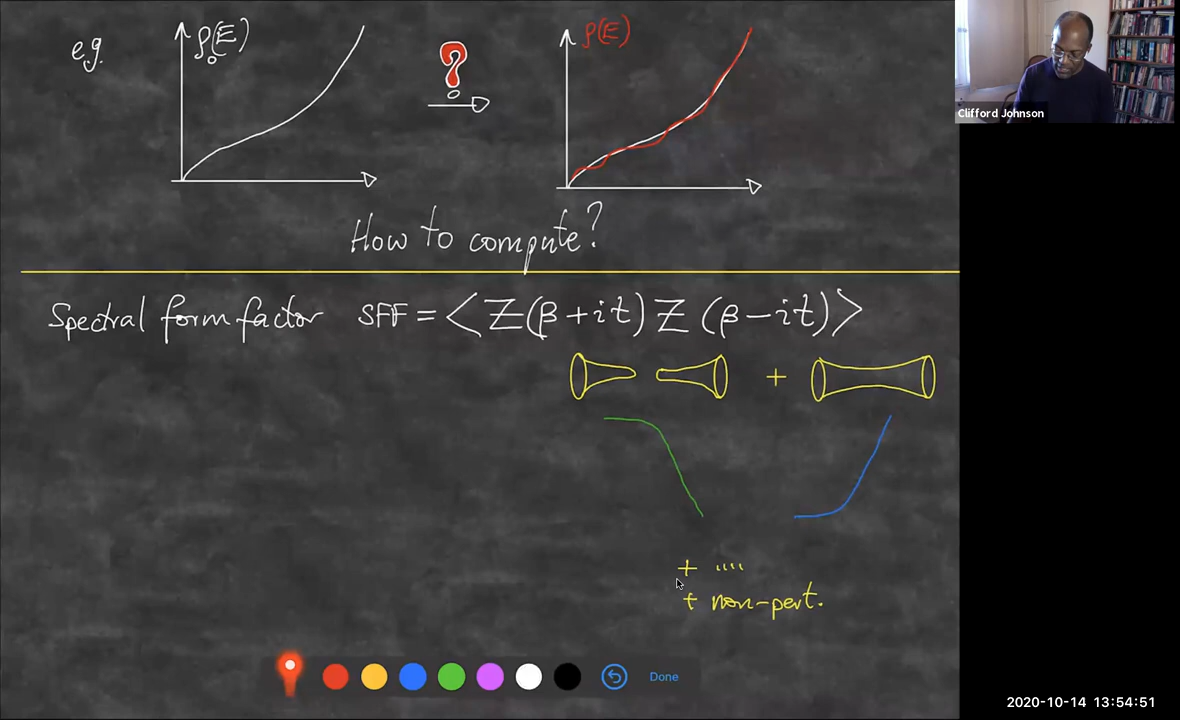 e.g.
ρ₀(E)
?
ρ(E)
Clifford Johnson
How to compute?
Spectral form factor SFF = < Z(β+it) Z(β-it) >
+
+ ....
+ non-pert.
Done
2020-10-14 13:54:51